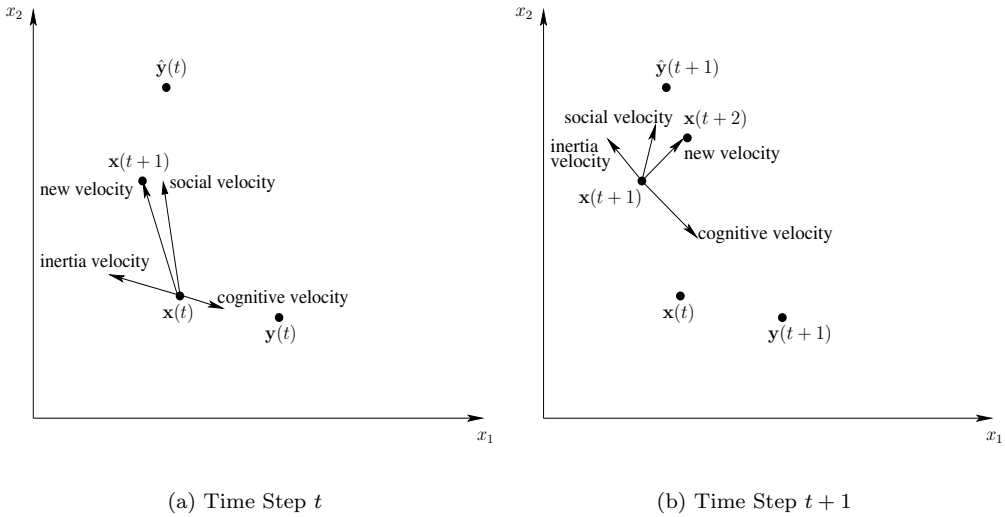 x₂
ŷ(t)
x(t+1)
new velocity
social velocity
inertia velocity
cognitive velocity
x(t)
y(t)
x₁
(a) Time Step t
x₂
ŷ(t+1)
social velocity
x(t+2)
inertia
velocity
new velocity
x(t+1)
cognitive velocity
x(t)
y(t+1)
x₁
(b) Time Step t + 1